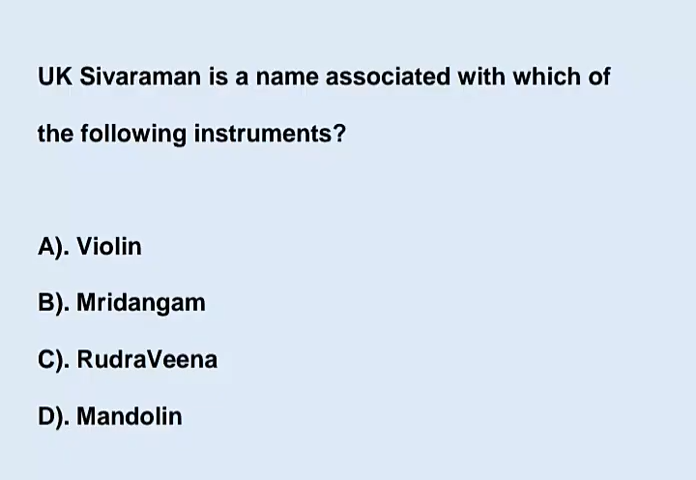 UK Sivaraman is a name associated with which of
the following instruments?
A). Violin
B). Mridangam
C). RudraVeena
D). Mandolin